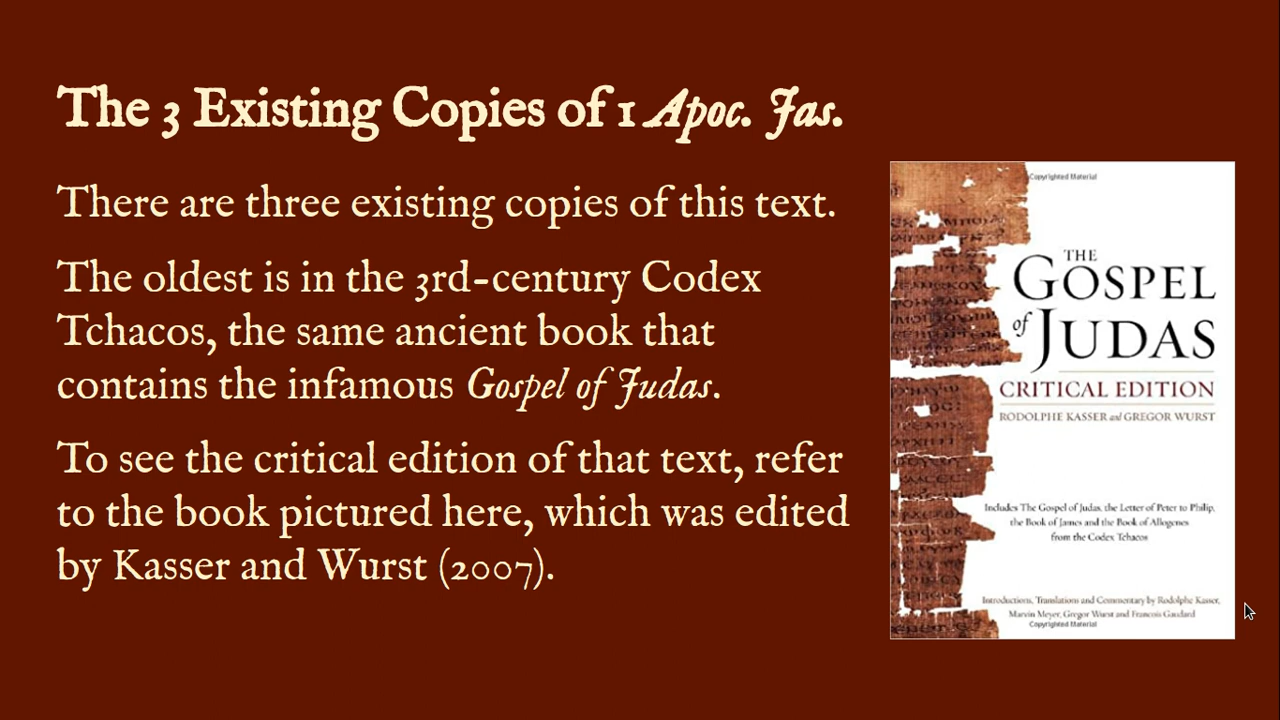 The 3 Existing Copies of 1 Apoc. Jas.
There are three existing copies of this text.
The oldest is in the 3rd-century Codex
Tchacos, the same ancient book that
contains the infamous Gospel of Judas.
To see the critical edition of that text, refer
to the book pictured here, which was edited
by Kasser and Wurst (2007).
Copyrighted Material
THE
GOSPEL
of JUDAS
CRITICAL EDITION
RODOLPHE KASSER and GREGOR WURST
Includes The Gospel of Judas, the Letter of Peter to Philip,
the Book of James and the Book of Allogenes
from the Codex Tchacos
Introductions, Translations and Commentary by Rodolphe Kasser,
Marvin Meyer, Gregor Wurst and Francois Gaudard
Copyrighted Material